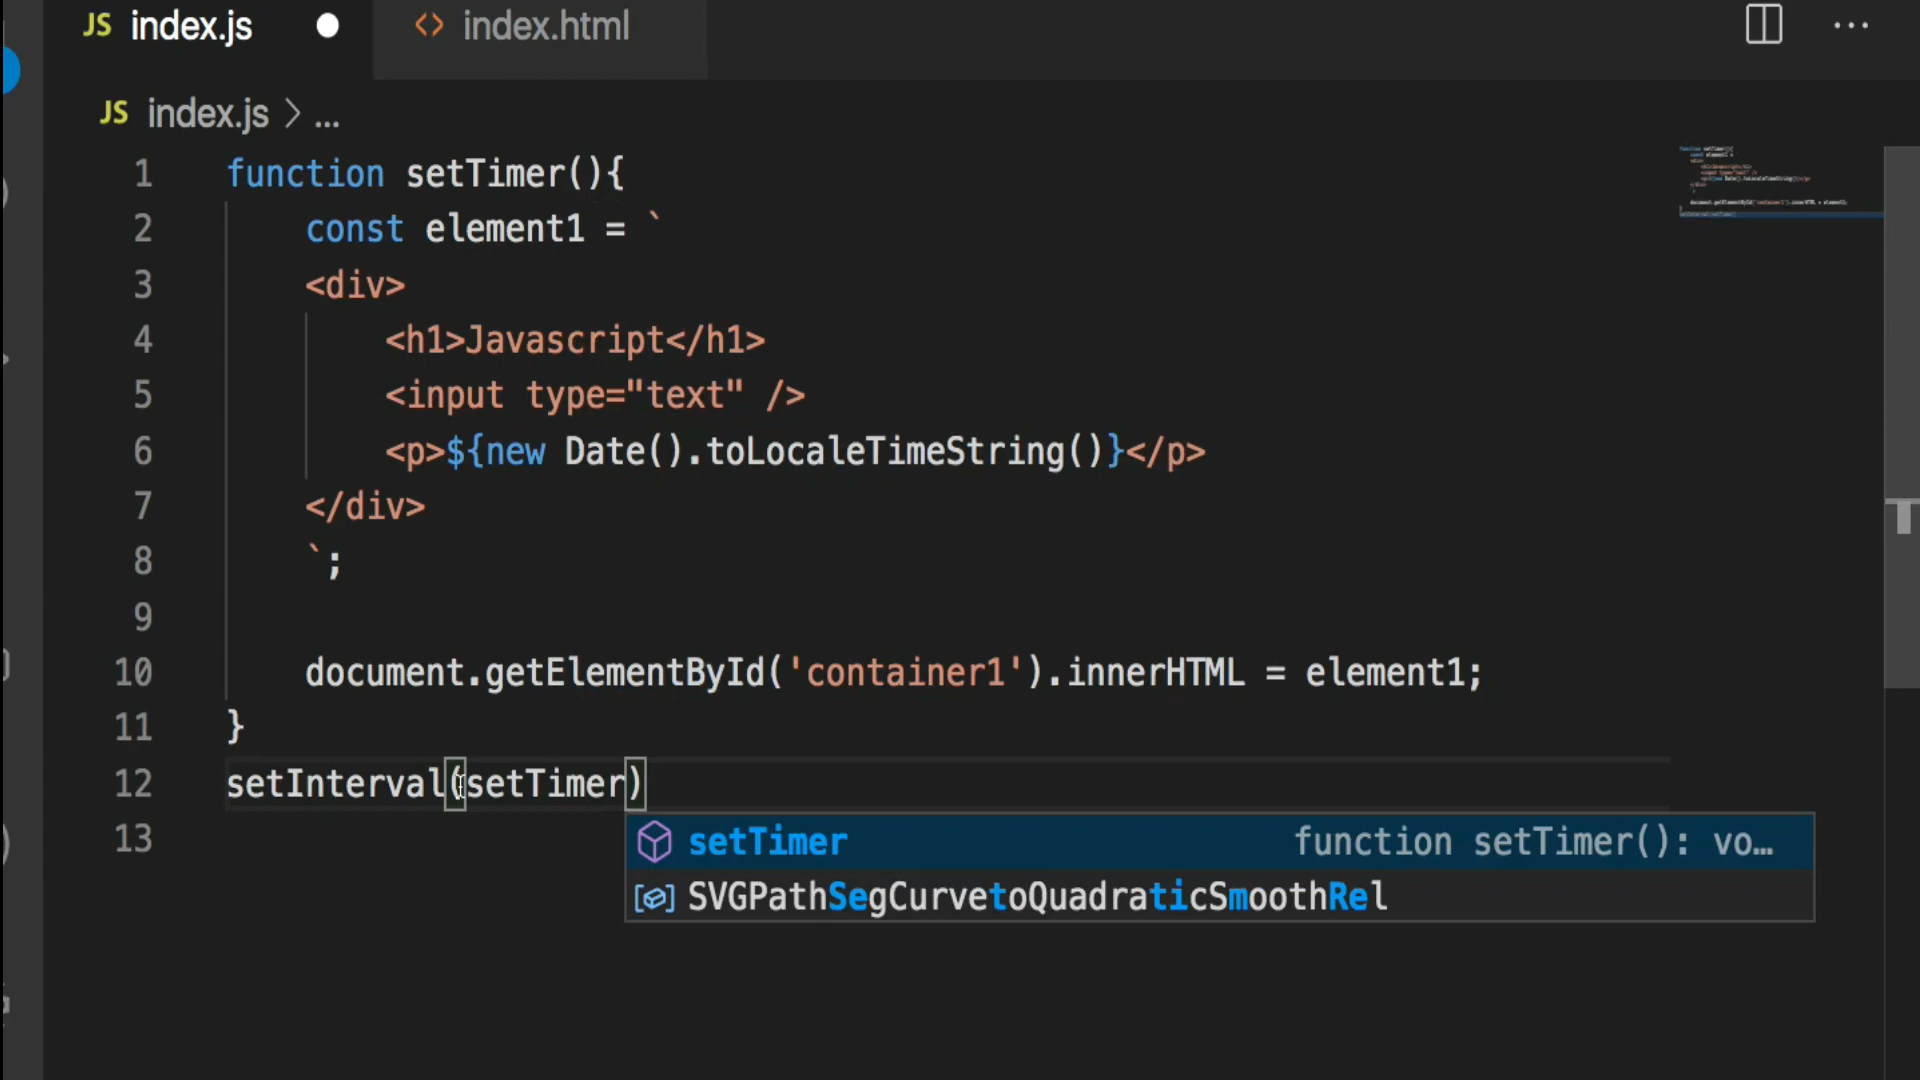 JS index.js <> index.html ...
JS index.js > ...
1 function setTimer(){
2 const element1 = `
3 <div>
4 <h1>Javascript</h1>
5 <input type="text" />
6 <p>${new Date().toLocaleTimeString()}</p>
7 </div>
8 `;
9
10 document.getElementById('container1').innerHTML = element1;
11 }
12 setInterval(setTimer)
13
setTimer function setTimer(): vo…
SVGPathSegCurvetoQuadraticSmoothRel